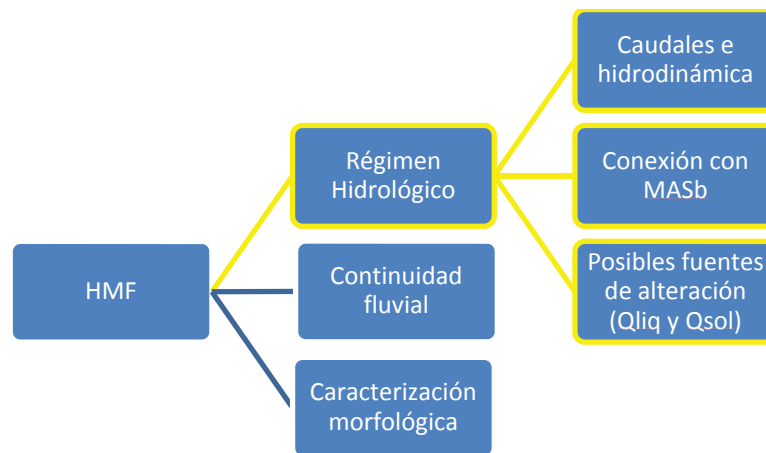 HMF
Régimen
Hidrológico
Continuidad
fluvial
Caracterización
morfológica
Caudales e
hidrodinámica
Conexión con
MASb
Posibles fuentes
de alteración
(Qliq y Qsol)